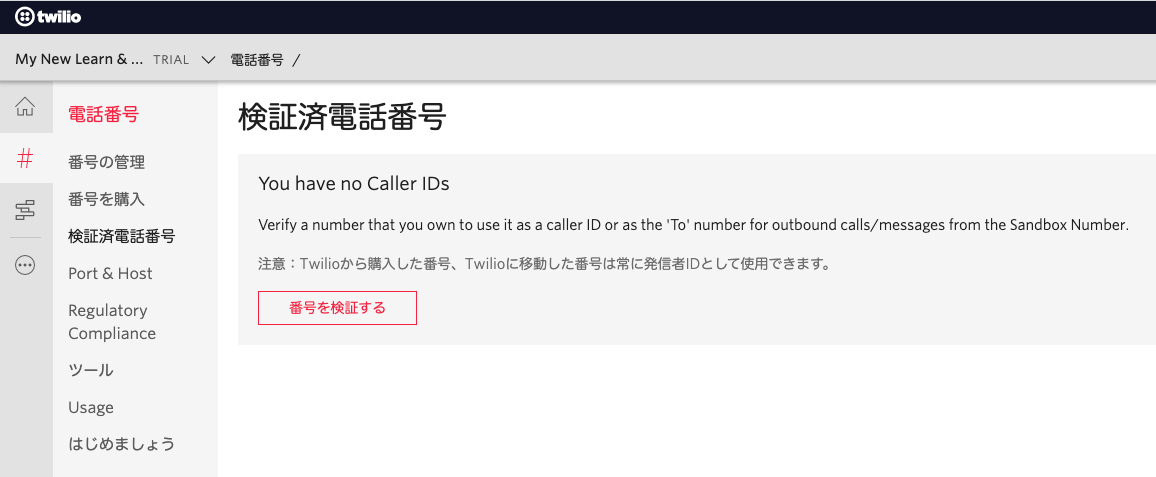 twilio
My New Learn & ... TRIAL 電話番号 /
電話番号
番号の管理
番号を購入
検証済電話番号
Port & Host
Regulatory
Compliance
ツール
Usage
はじめましょう
検証済電話番号
You have no Caller IDs
Verify a number that you own to use it as a caller ID or as the 'To' number for outbound calls/messages from the Sandbox Number.
注意：Twilioから購入した番号、Twilioに移動した番号は常に発信者IDとして使用できます。
番号を検証する